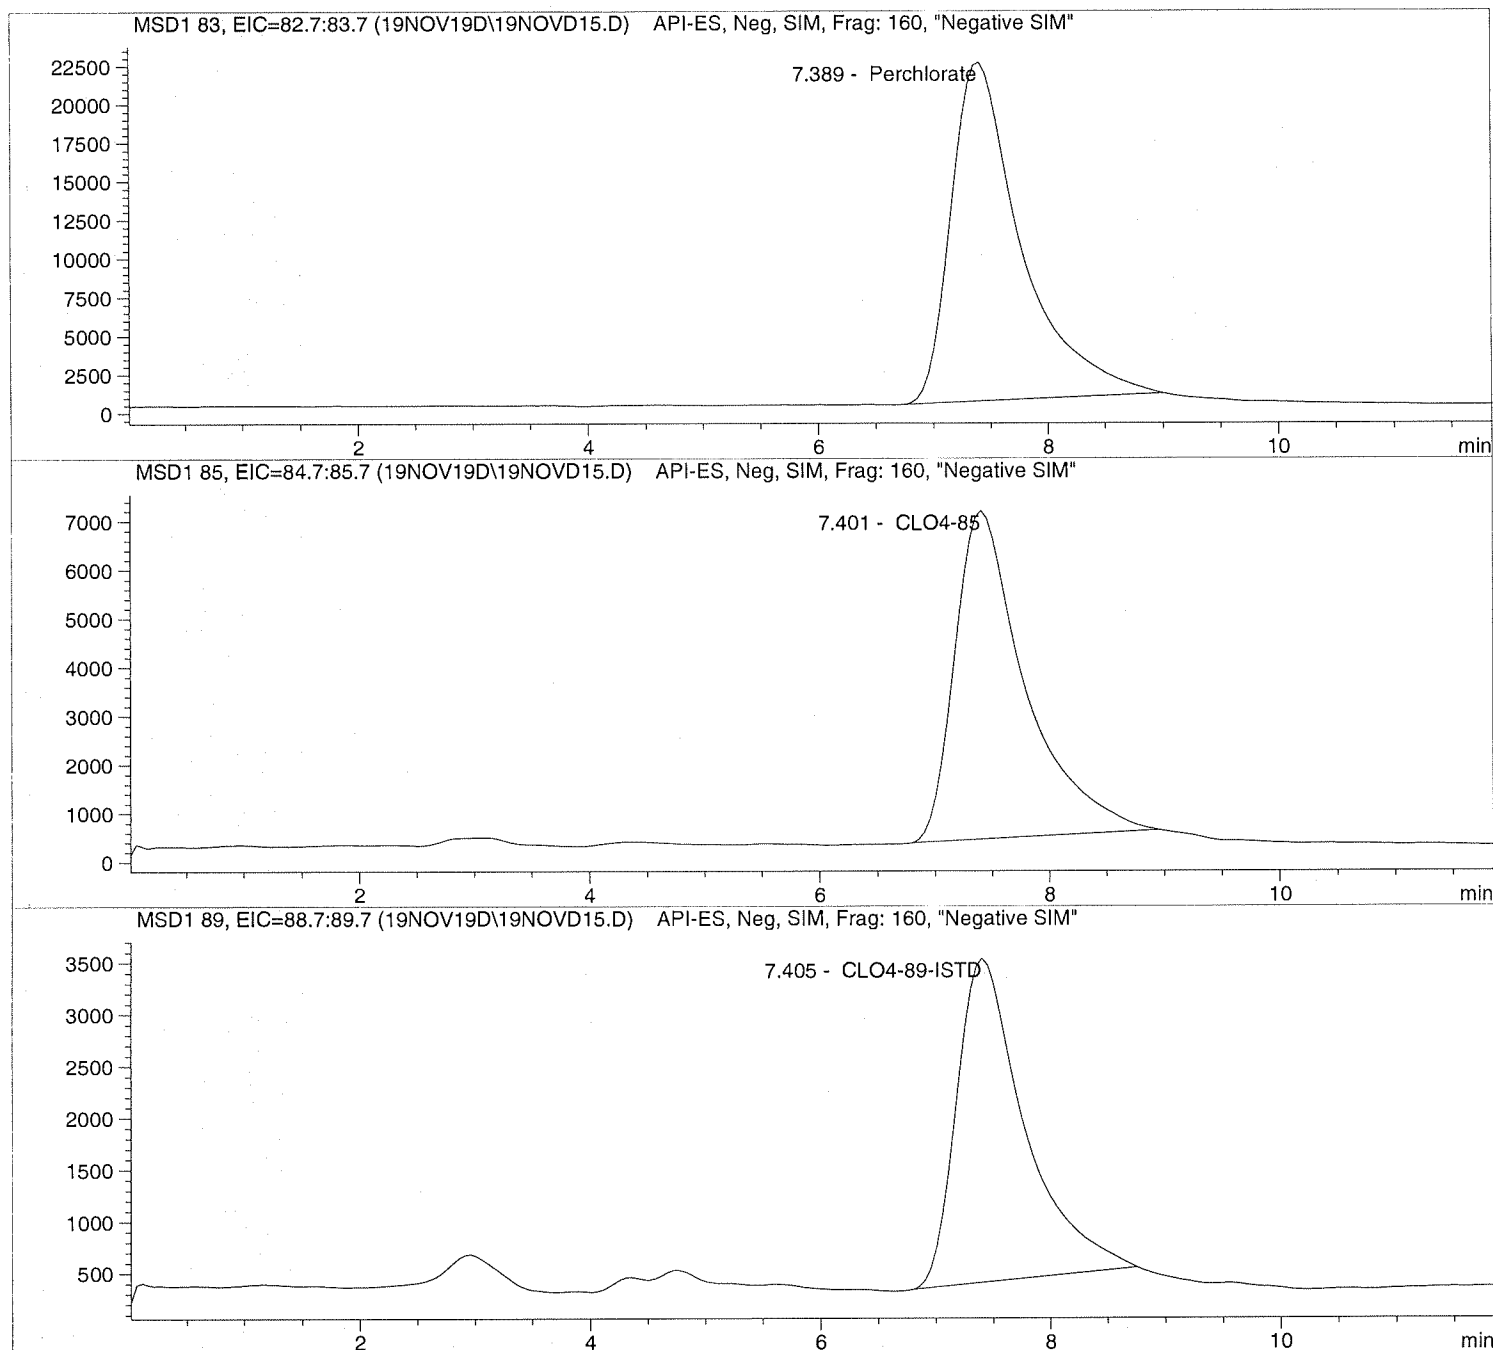 MSD1 83, EIC=82.7:83.7 (19NOV19D\19NOVD15.D) API-ES, Neg, SIM, Frag: 160, "Negative SIM"
7.389 - Perchlorate
22500
20000
17500
15000
12500
10000
7500
5000
2500
0
2 4 6 8 10 min
MSD1 85, EIC=84.7:85.7 (19NOV19D\19NOVD15.D) API-ES, Neg, SIM, Frag: 160, "Negative SIM"
7.401 - CLO4-85
7000
6000
5000
4000
3000
2000
1000
0
2 4 6 8 10 min
MSD1 89, EIC=88.7:89.7 (19NOV19D\19NOVD15.D) API-ES, Neg, SIM, Frag: 160, "Negative SIM"
7.405 - CLO4-89-ISTD
3500
3000
2500
2000
1500
1000
500
2 4 6 8 10 min